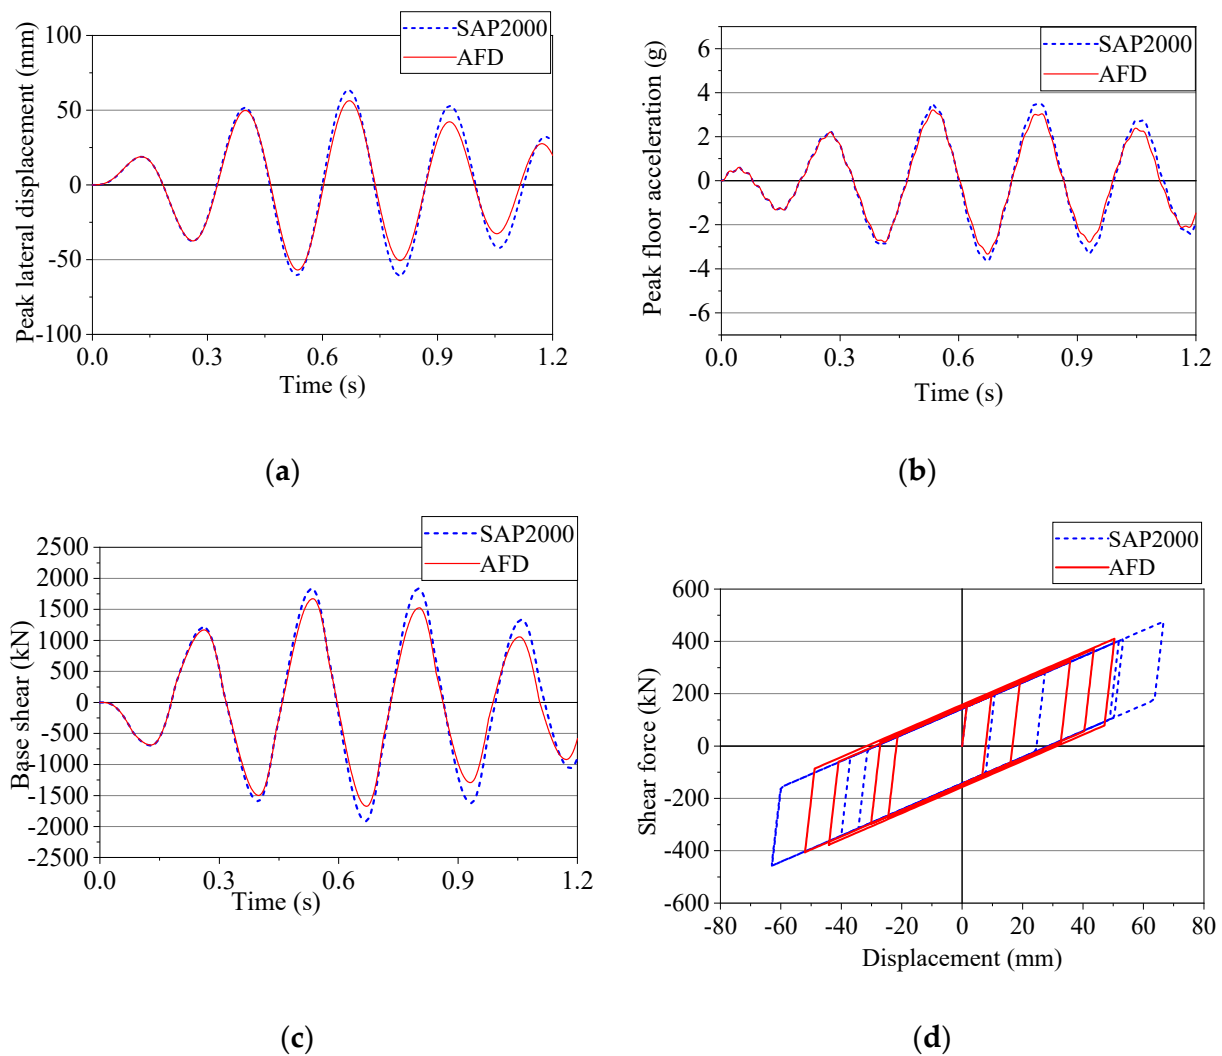 SAP2000
AFD
Peak lateral displacement (mm)
100
50
0
-50
-100
0.0 0.3 0.6 0.9 1.2
Time (s)
(a)
SAP2000
AFD
Peak floor acceleration (g)
6
4
2
0
-2
-4
-6
0.0 0.3 0.6 0.9 1.2
Time (s)
(b)
SAP2000
AFD
Base shear (kN)
2500
2000
1500
1000
500
0
-500
-1000
-1500
-2000
-2500
0.0 0.3 0.6 0.9 1.2
Time (s)
(c)
SAP2000
AFD
Shear force (kN)
600
400
200
0
-200
-400
-600
-80 -60 -40 -20 0 20 40 60 80
Displacement (mm)
(d)